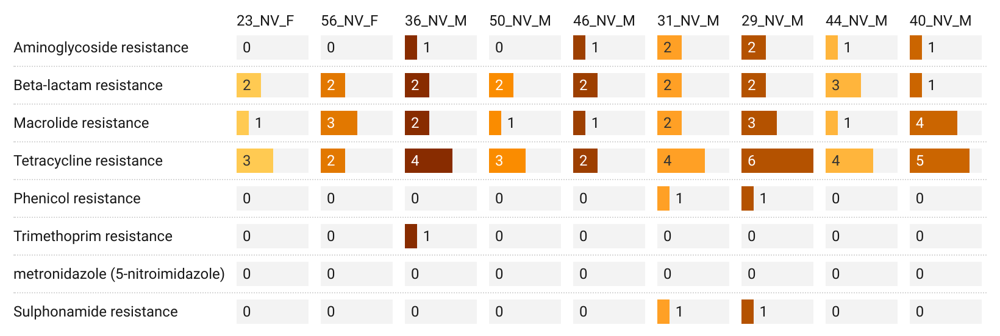 23_NV_F 56_NV_F 36_NV_M 50_NV_M 46_NV_M 31_NV_M 29_NV_M 44_NV_M 40_NV_M
Aminoglycoside resistance 0 0 1 0 1 2 2 1 1
Beta-lactam resistance 2 2 2 2 2 2 2 3 1
Macrolide resistance 1 3 2 1 1 2 3 1 4
Tetracycline resistance 3 2 4 3 2 4 6 4 5
Phenicol resistance 0 0 0 0 0 1 1 0 0
Trimethoprim resistance 0 0 1 0 0 0 0 0 0
metronidazole (5-nitroimidazole) 0 0 0 0 0 0 0 0 0
Sulphonamide resistance 0 0 0 0 0 1 1 0 0